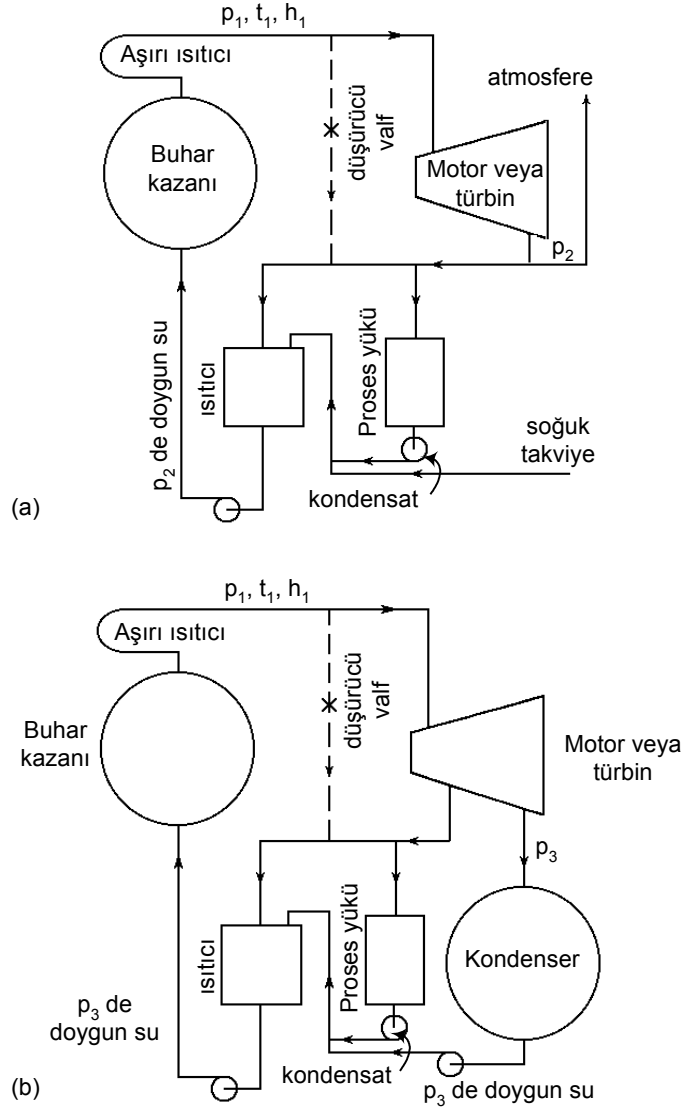 p₁, t₁, h₁
Aşırı ısıtıcı
atmosfere
düşürücü
valf
Buhar
kazanı
Motor veya
türbin
p₂
p₂ de doygun su
ısıtıcı
Proses yükü
soğuk
takviye
kondensat
(a)
p₁, t₁, h₁
Aşırı ısıtıcı
düşürücü
valf
Buhar
kazanı
Motor veya
türbin
p₃
ısıtıcı
Proses yükü
Kondenser
p₃ de
doygun su
kondensat
p₃ de doygun su
(b)